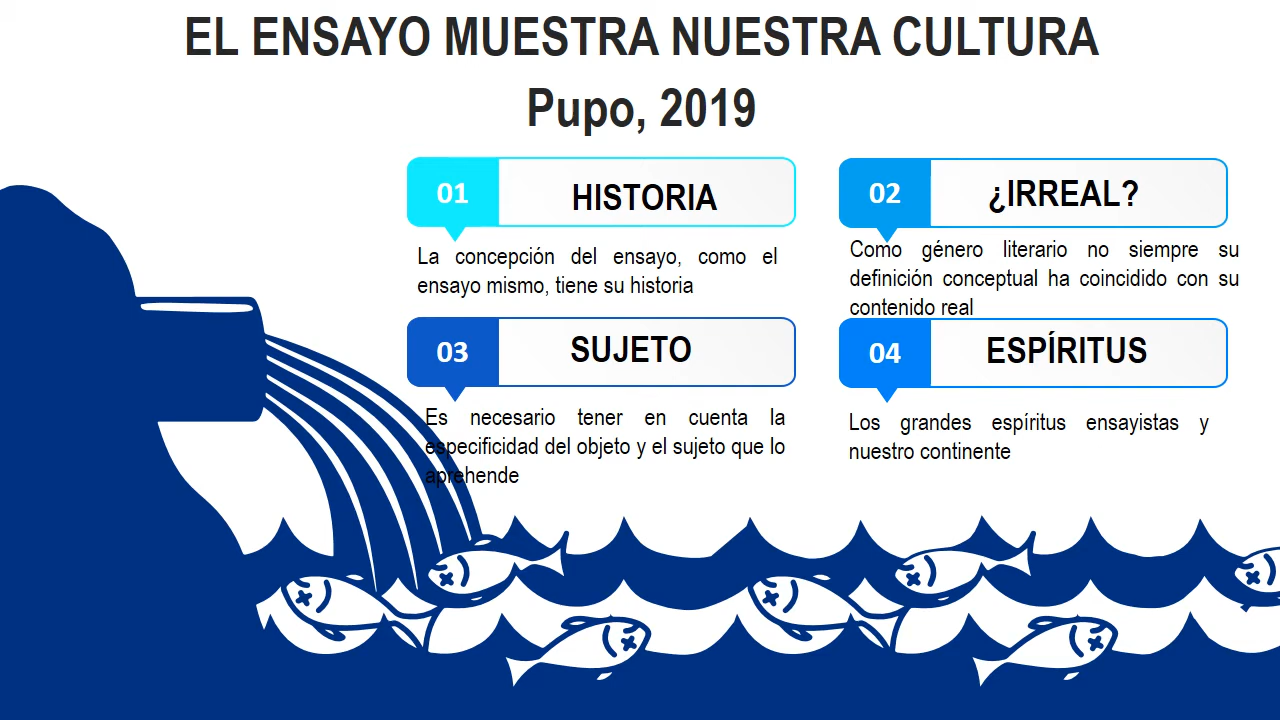 EL ENSAYO MUESTRA NUESTRA CULTURA
Pupo, 2019
01
HISTORIA
La concepción del ensayo, como el
ensayo mismo, tiene su historia
02
¿IRREAL?
Como género literario no siempre su
definición conceptual ha coincidido con su
contenido real
03
SUJETO
Es necesario tener en cuenta la
especificidad del objeto y el sujeto que lo
aprehende
04
ESPÍRITUS
Los grandes espíritus ensayistas y
nuestro continente